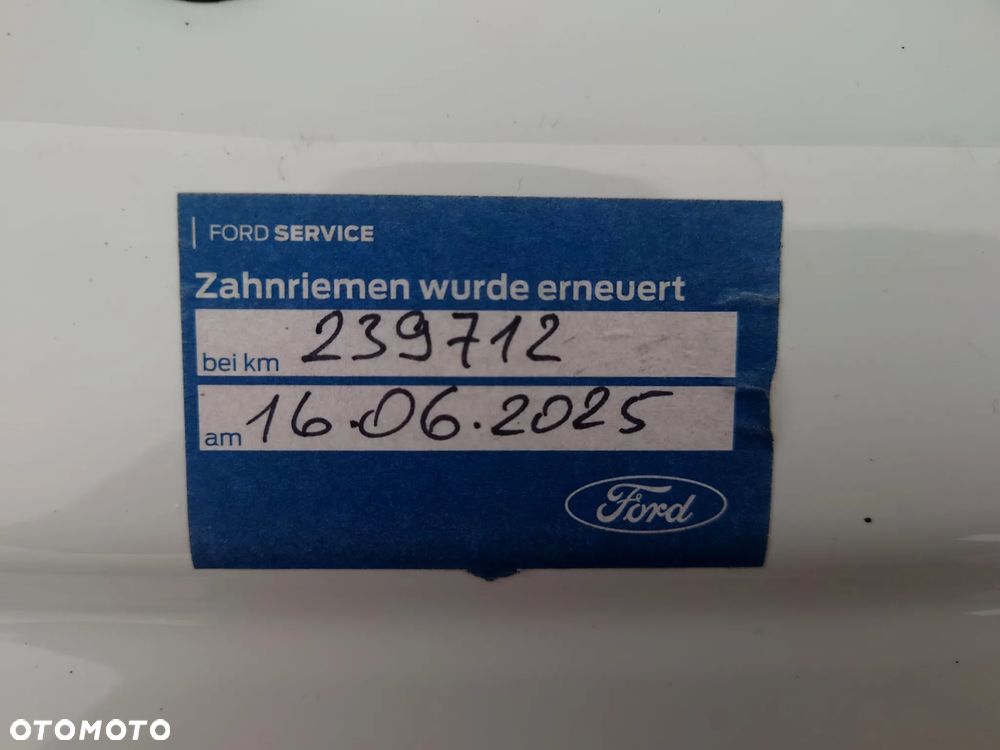 FORD SERVICE
Zahnriemen wurde erneuert
bei km 239712
am 16.06.2025
Ford
OTOMOTO